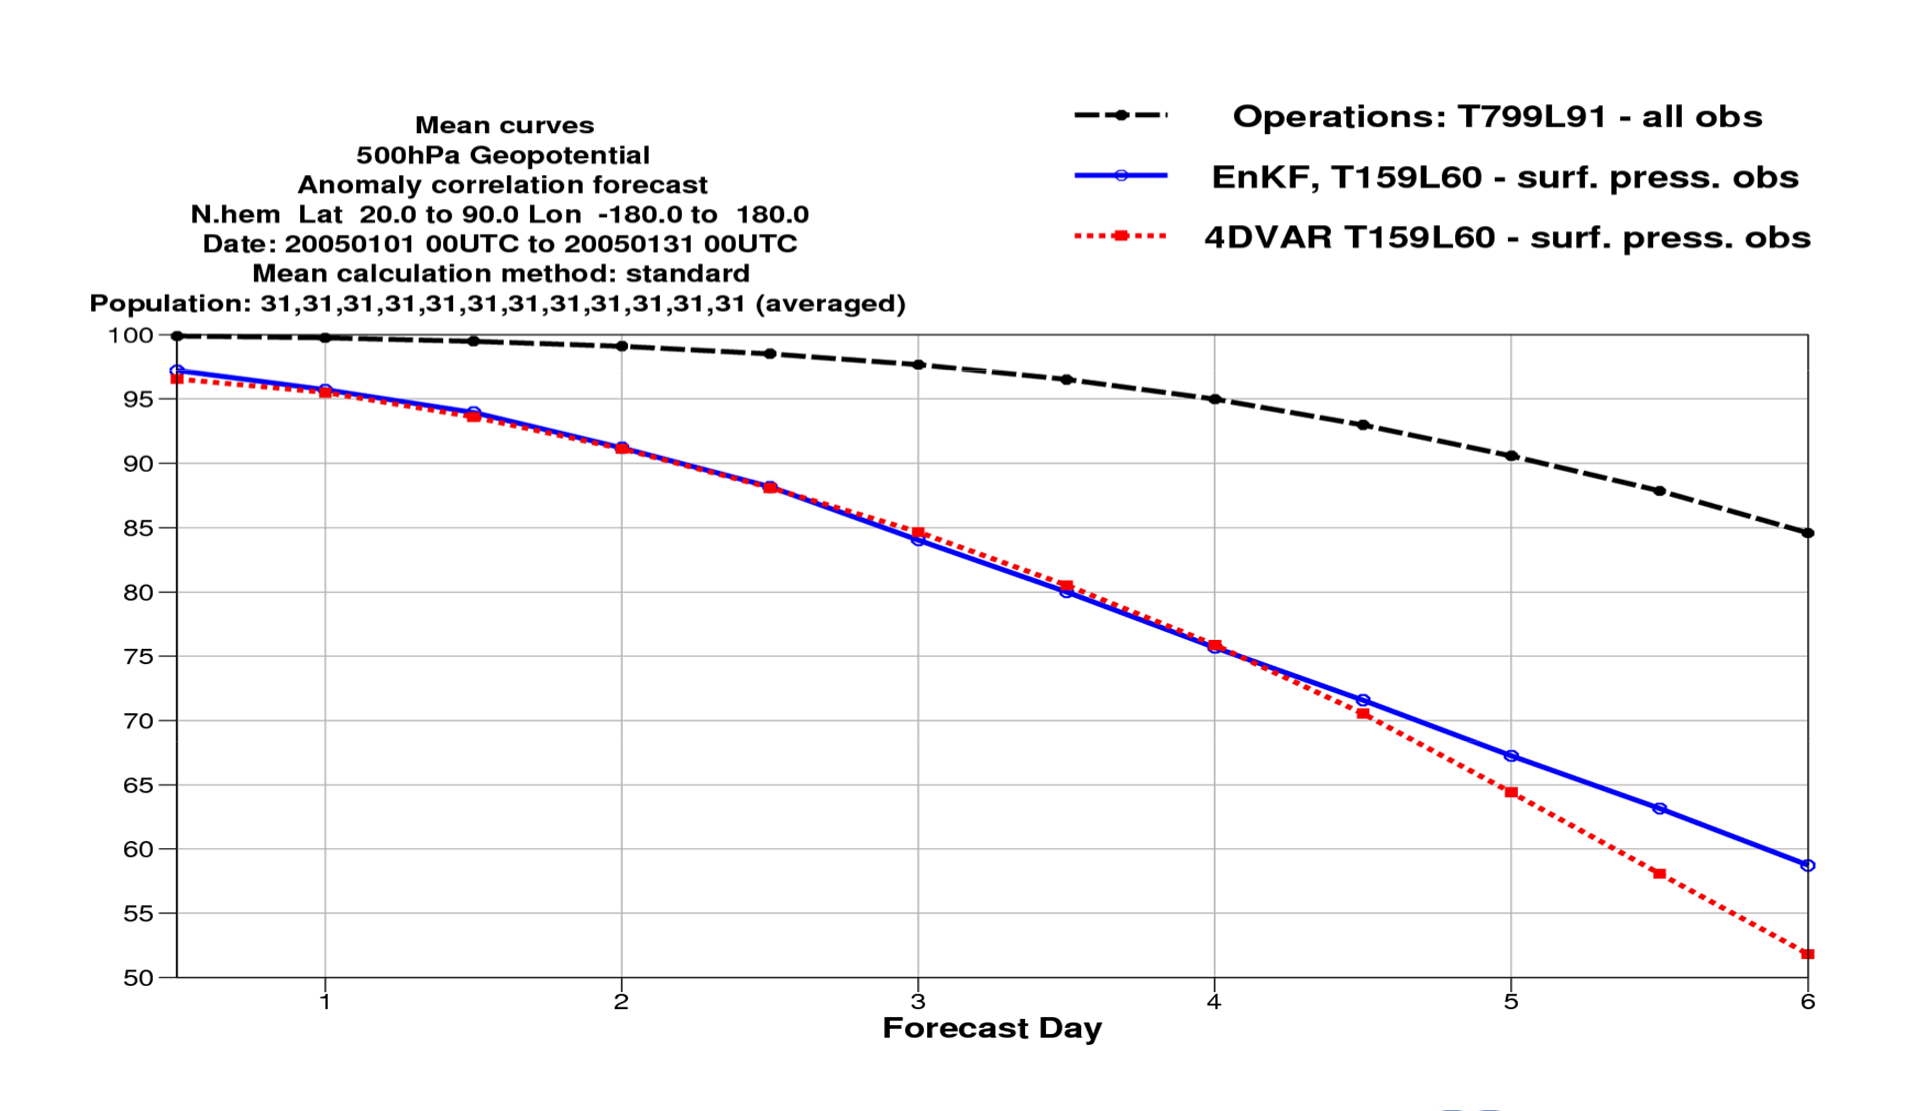 Mean curves
500hPa Geopotential
Anomaly correlation forecast
N.hem  Lat  20.0 to 90.0 Lon  -180.0 to  180.0
Date: 20050101 00UTC to 20050131 00UTC
Mean calculation method: standard
Population: 31,31,31,31,31,31,31,31,31,31,31,31 (averaged)
Operations: T799L91 - all obs
EnKF, T159L60 - surf. press. obs
4DVAR T159L60 - surf. press. obs
100
95
90
85
80
75
70
65
60
55
50
1 2 3 4 5 6
Forecast Day